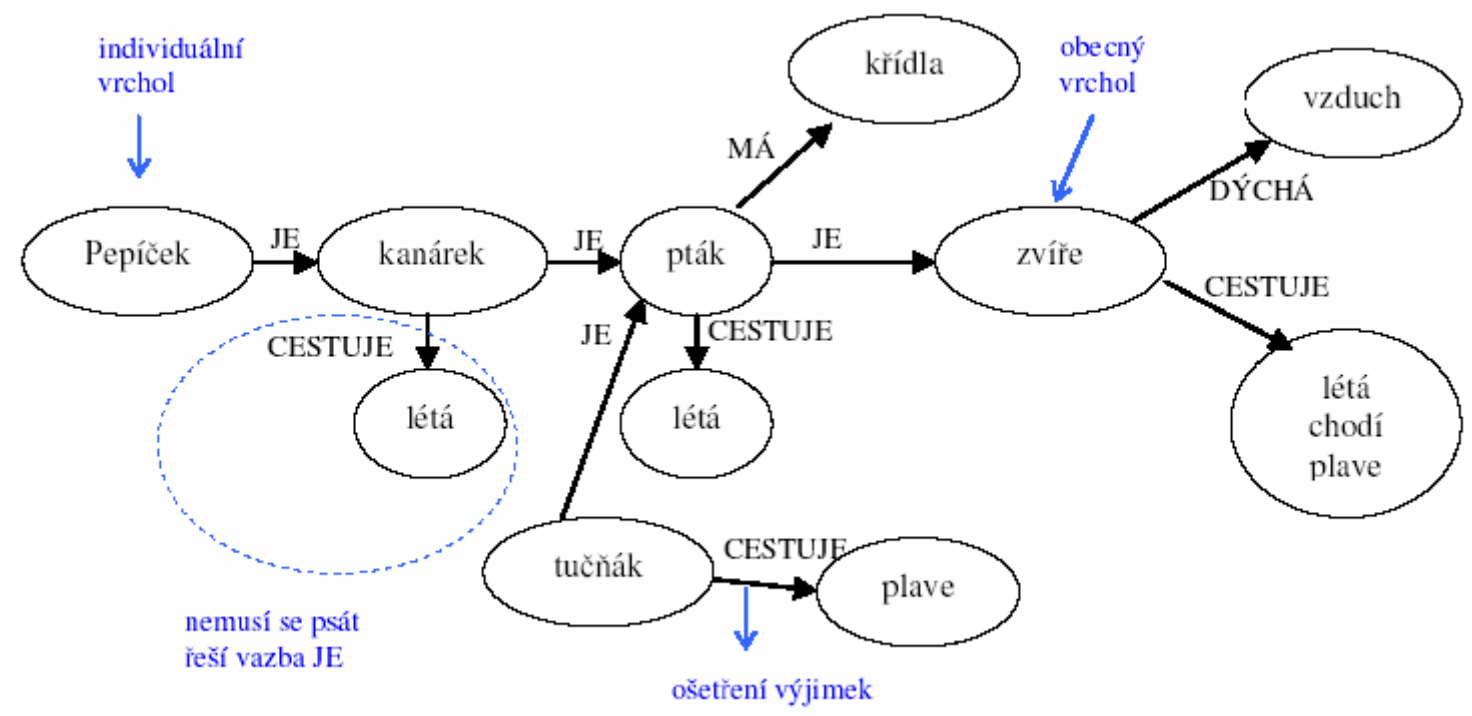 individuální
vrchol
křídla
obecný
vrchol
vzduch
MÁ
DÝCHÁ
Pepíček
JE
kanárek
JE
pták
JE
zvíře
CESTUJE
CESTUJE
JE
CESTUJE
létá
létá
létá
chodí
plave
tučňák
CESTUJE
plave
nemusí se psát
řeší vazba JE
ošetření výjimek